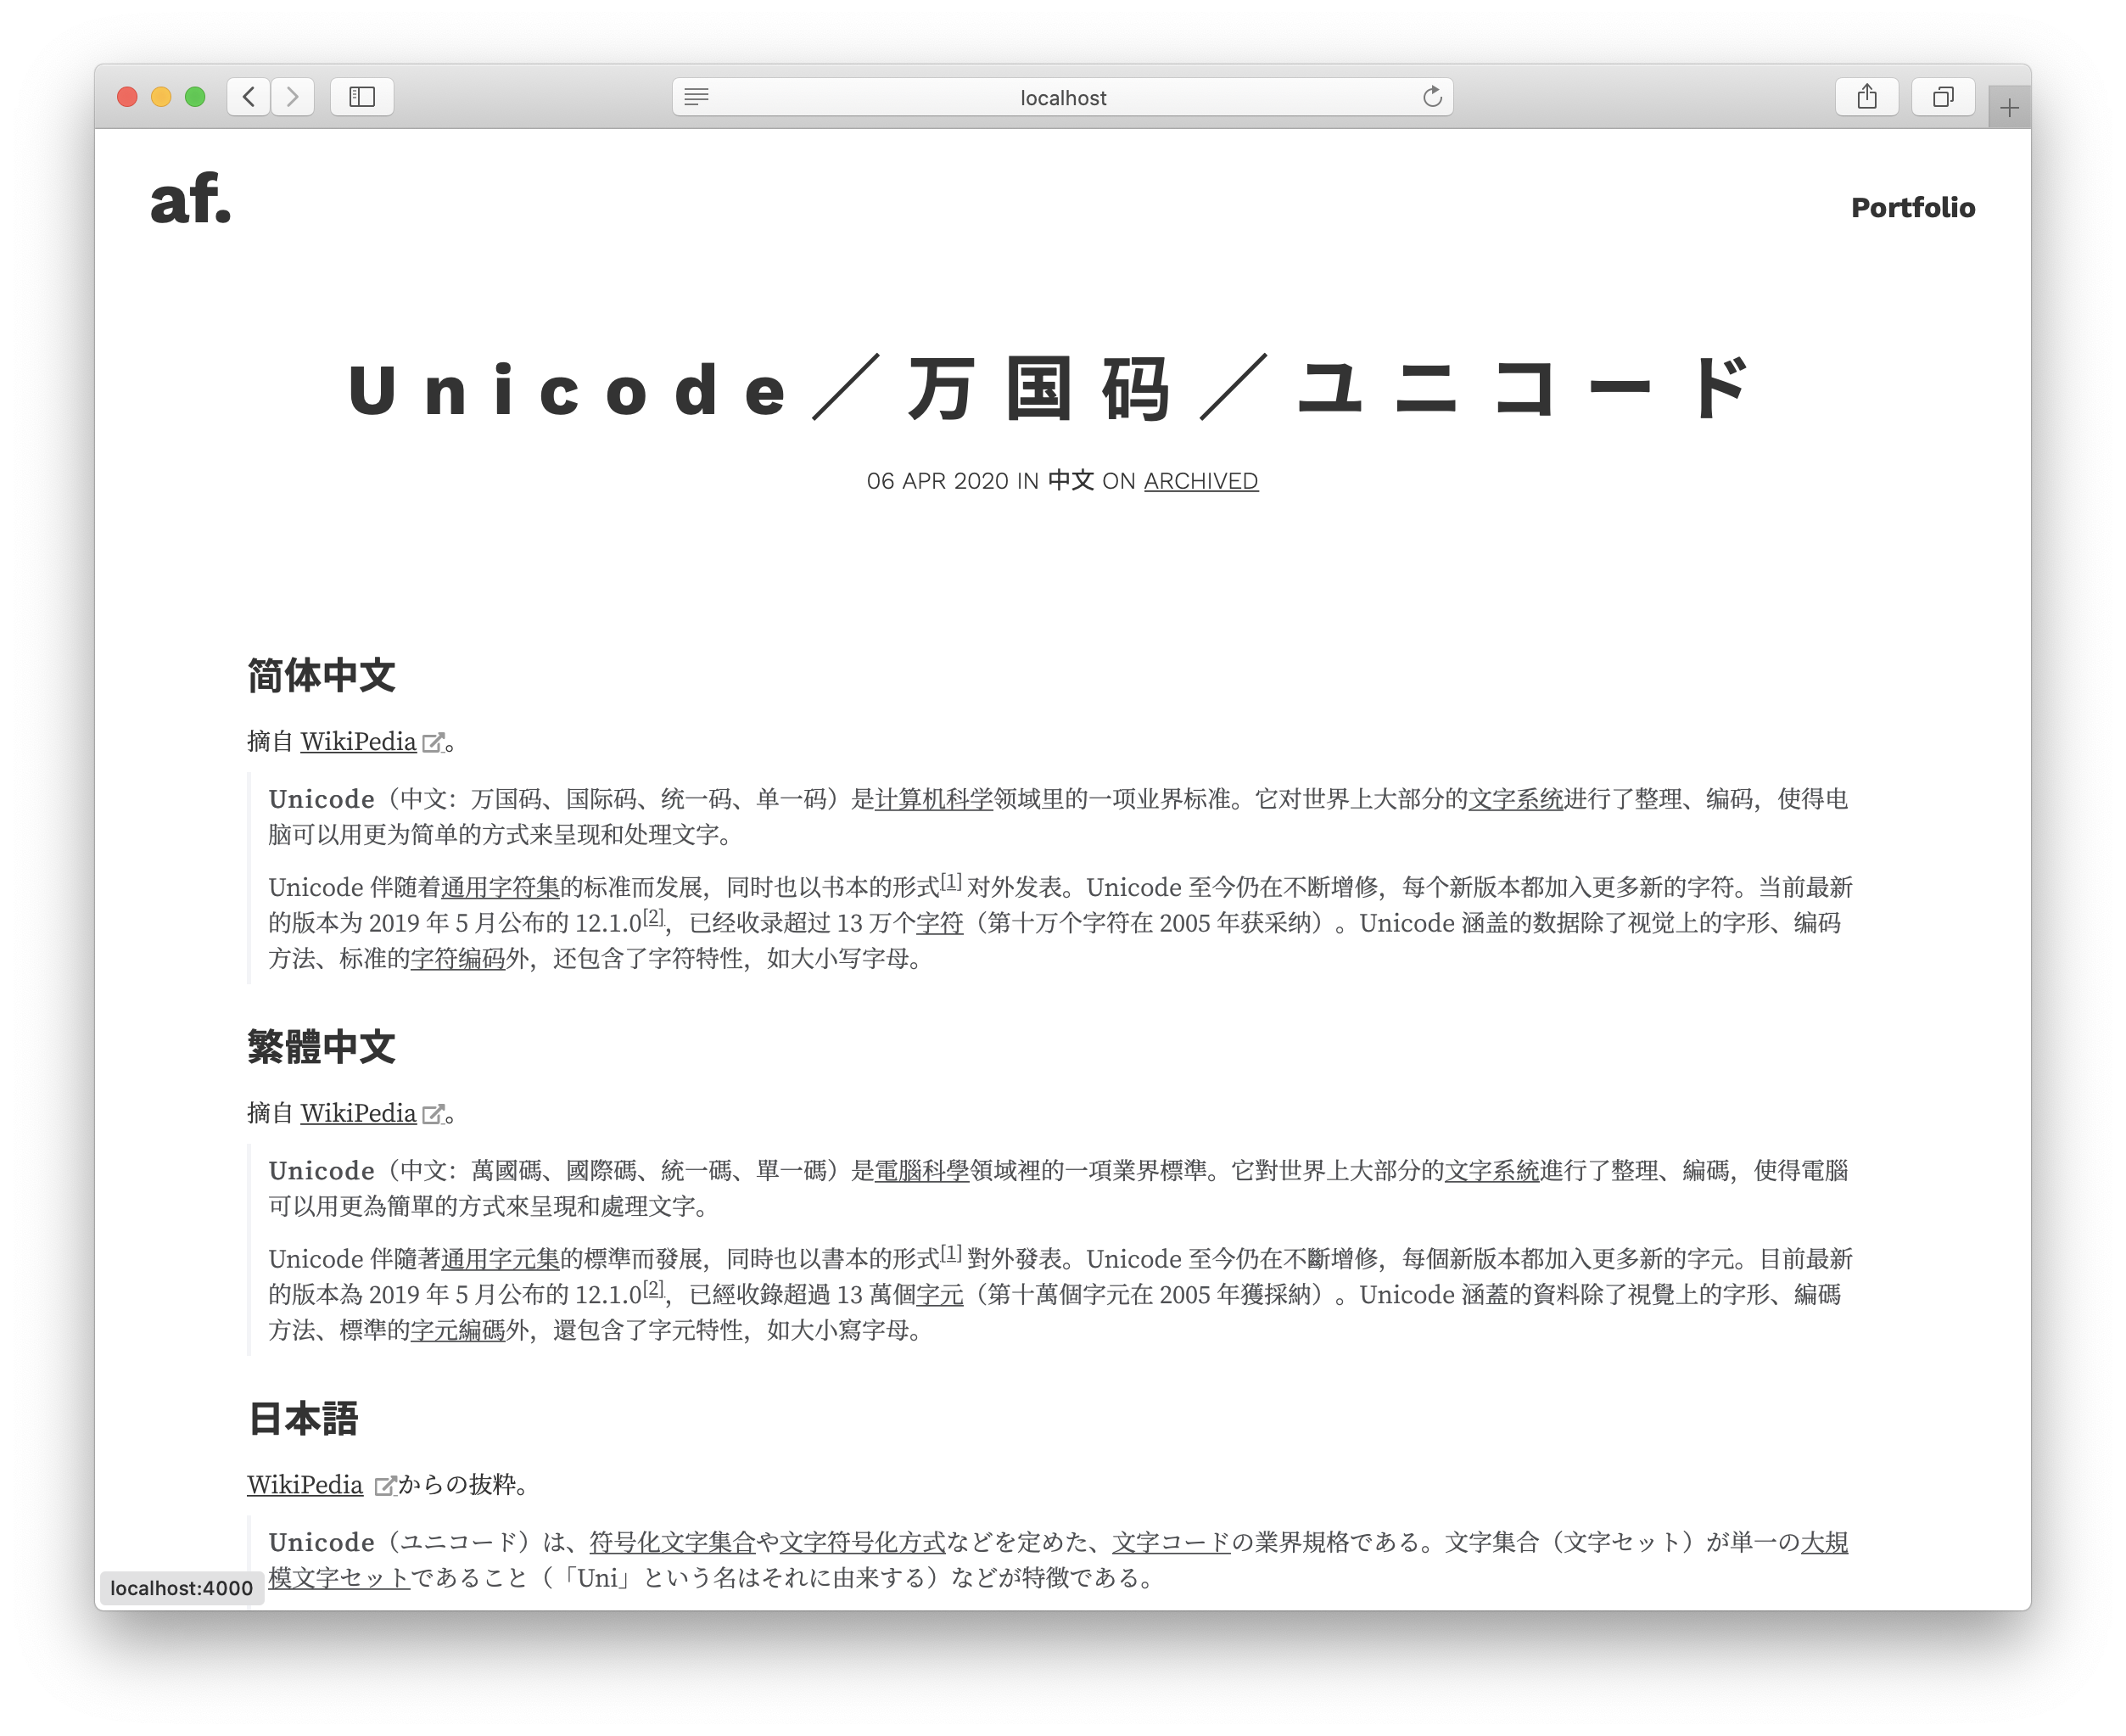 localhost
af.
Portfolio
Unicode／万国码／ユニコード
06 APR 2020 IN 中文 ON ARCHIVED
简体中文
摘自 WikiPedia。
Unicode（中文：万国码、国际码、统一码、单一码）是计算机科学领域里的一项业界标准。它对世界上大部分的文字系统进行了整理、编码，使得电
脑可以用更为简单的方式来呈现和处理文字。
Unicode 伴随着通用字符集的标准而发展，同时也以书本的形式[1] 对外发表。Unicode 至今仍在不断增修，每个新版本都加入更多新的字符。当前最新
的版本为 2019 年 5 月公布的 12.1.0[2]，已经收录超过 13 万个字符（第十万个字符在 2005 年获采纳）。Unicode 涵盖的数据除了视觉上的字形、编码
方法、标准的字符编码外，还包含了字符特性，如大小写字母。
繁體中文
摘自 WikiPedia。
Unicode（中文：萬國碼、國際碼、統一碼、單一碼）是電腦科學領域裡的一項業界標準。它對世界上大部分的文字系統進行了整理、編碼，使得電腦
可以用更為簡單的方式來呈現和處理文字。
Unicode 伴隨著通用字元集的標準而發展，同時也以書本的形式[1] 對外發表。Unicode 至今仍在不斷增修，每個新版本都加入更多新的字元。目前最新
的版本為 2019 年 5 月公布的 12.1.0[2]，已經收錄超過 13 萬個字元（第十萬個字元在 2005 年獲採納）。Unicode 涵蓋的資料除了視覺上的字形、編碼
方法、標準的字元編碼外，還包含了字元特性，如大小寫字母。
日本語
WikiPedia からの抜粋。
Unicode（ユニコード）は、符号化文字集合や文字符号化方式などを定めた、文字コードの業界規格である。文字集合（文字セット）が単一の大規
模文字セットであること（「Uni」という名はそれに由来する）などが特徴である。
localhost:4000